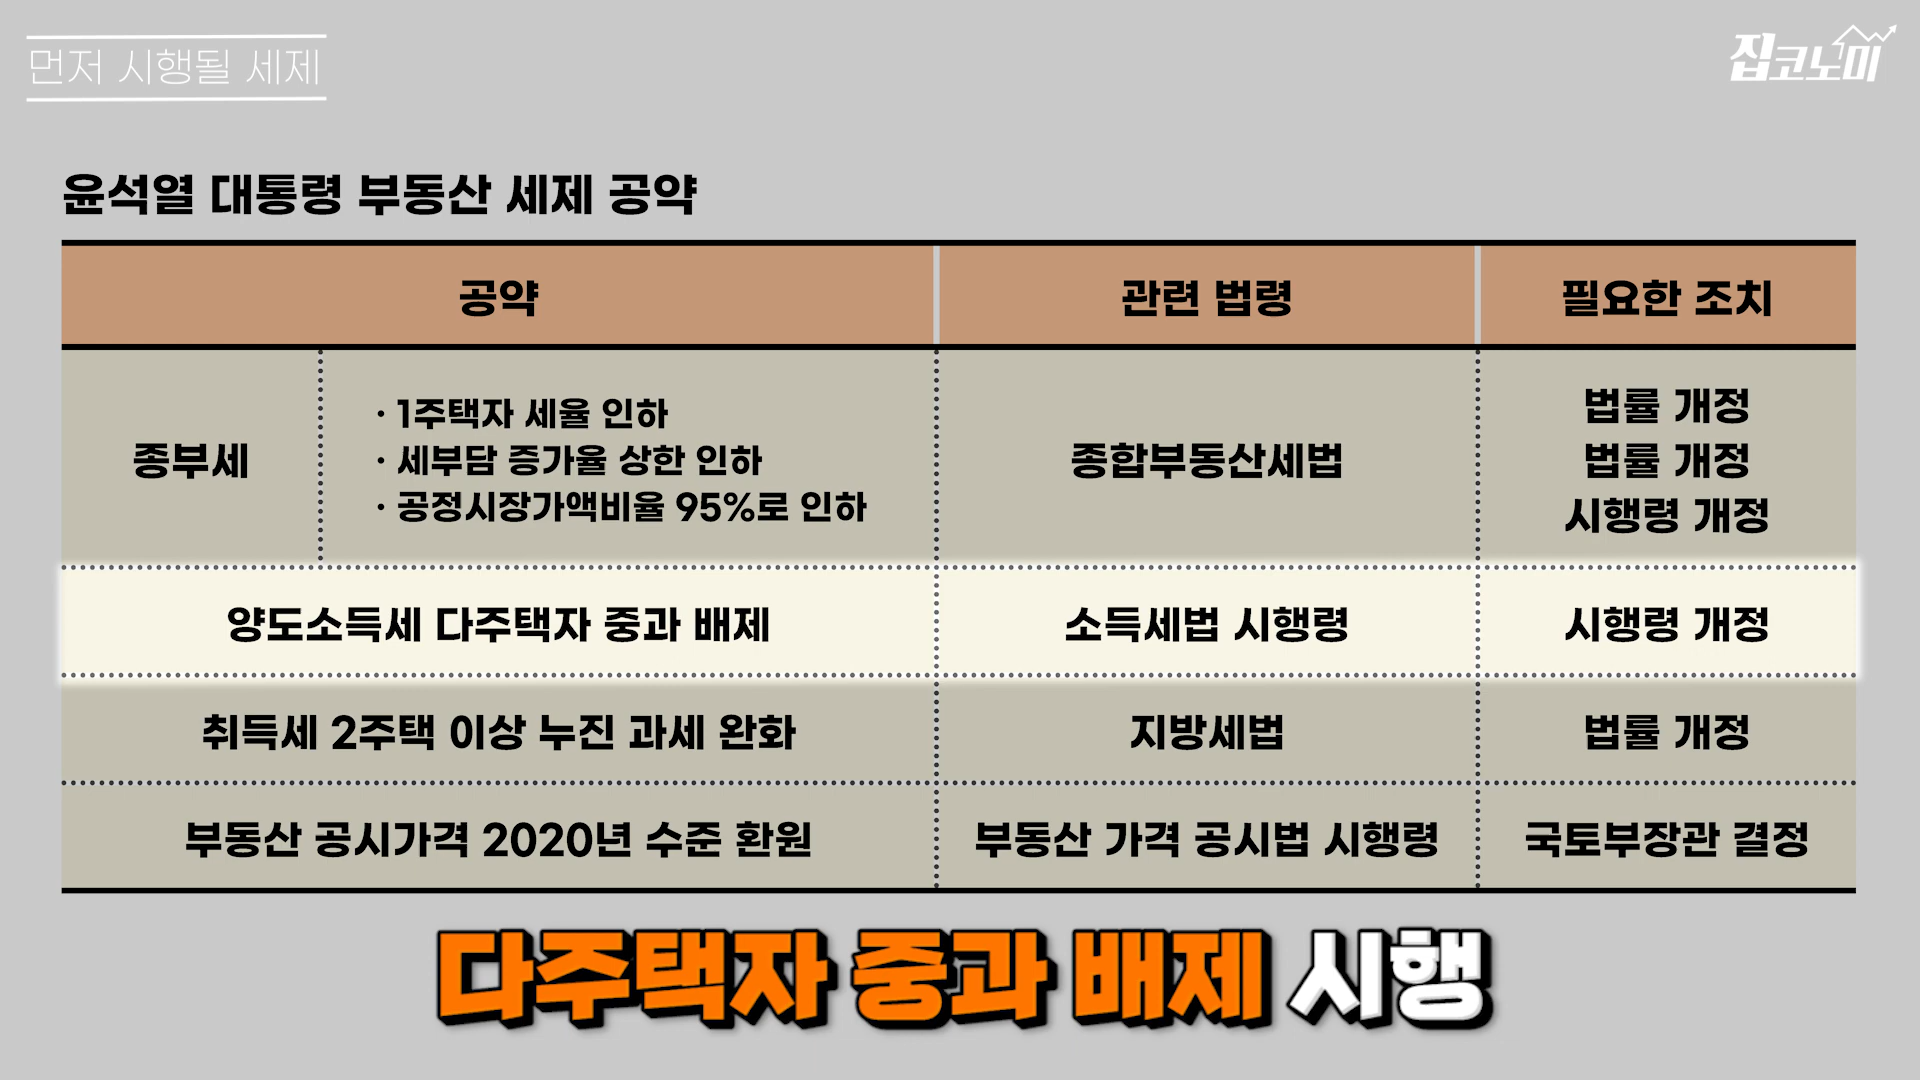 먼저 시행될 세제
집코노미
윤석열 대통령 부동산 세제 공약
공약
관련 법령
필요한 조치
종부세
· 1주택자 세율 인하
· 세부담 증가율 상한 인하
· 공정시장가액비율 95%로 인하
종합부동산세법
법률 개정
법률 개정
시행령 개정
양도소득세 다주택자 중과 배제
소득세법 시행령
시행령 개정
취득세 2주택 이상 누진 과세 완화
지방세법
법률 개정
부동산 공시가격 2020년 수준 환원
부동산 가격 공시법 시행령
국토부장관 결정
다주택자 중과 배제 시행